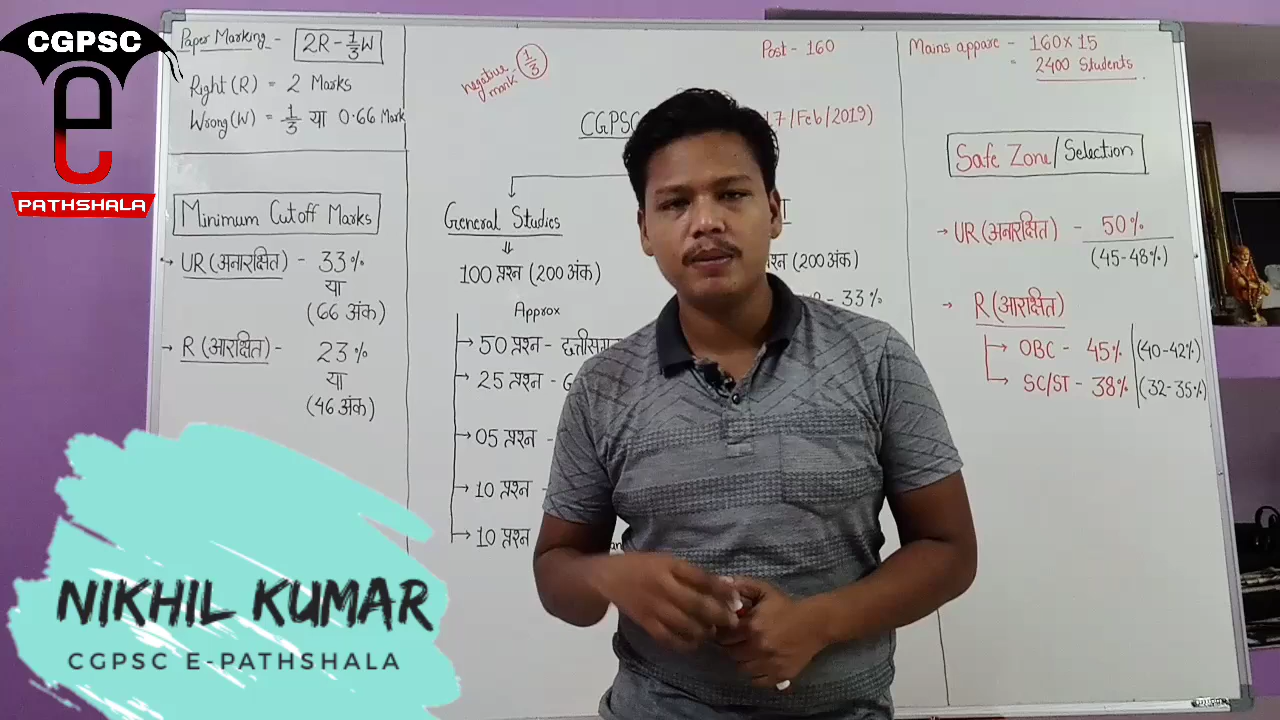 CGPSC
e
PATHSHALA
Paper Marking - 2R - 1/3 W
Right (R) = 2 Marks
Wrong (W) = 1/3 या 0.66 Mark
Minimum Cutoff Marks
→ UR (अनारक्षित) - 33%
या
(66 अंक)
→ R (आरक्षित) - 23%
या
(46 अंक)
negative mark - 1/3
Post - 160
CGPSC 17/Feb/2019)
General Studies
100 प्रश्न (200 अंक)
Approx
→ 50 प्रश्न - छत्तीसगढ़
→ 25 प्रश्न -
→ 05 प्रश्न -
→ 10 प्रश्न -
→ 10 प्रश्न
(200 अंक)
- 33%
Mains appare - 160 x 15
= 2400 Students
Safe Zone / Selection
→ UR (अनारक्षित) - 50%
(45-48%)
→ R (आरक्षित)
→ OBC - 45% (40-42%)
→ SC/ST - 38% (32-35%)
NIKHIL KUMAR
CGPSC E-PATHSHALA